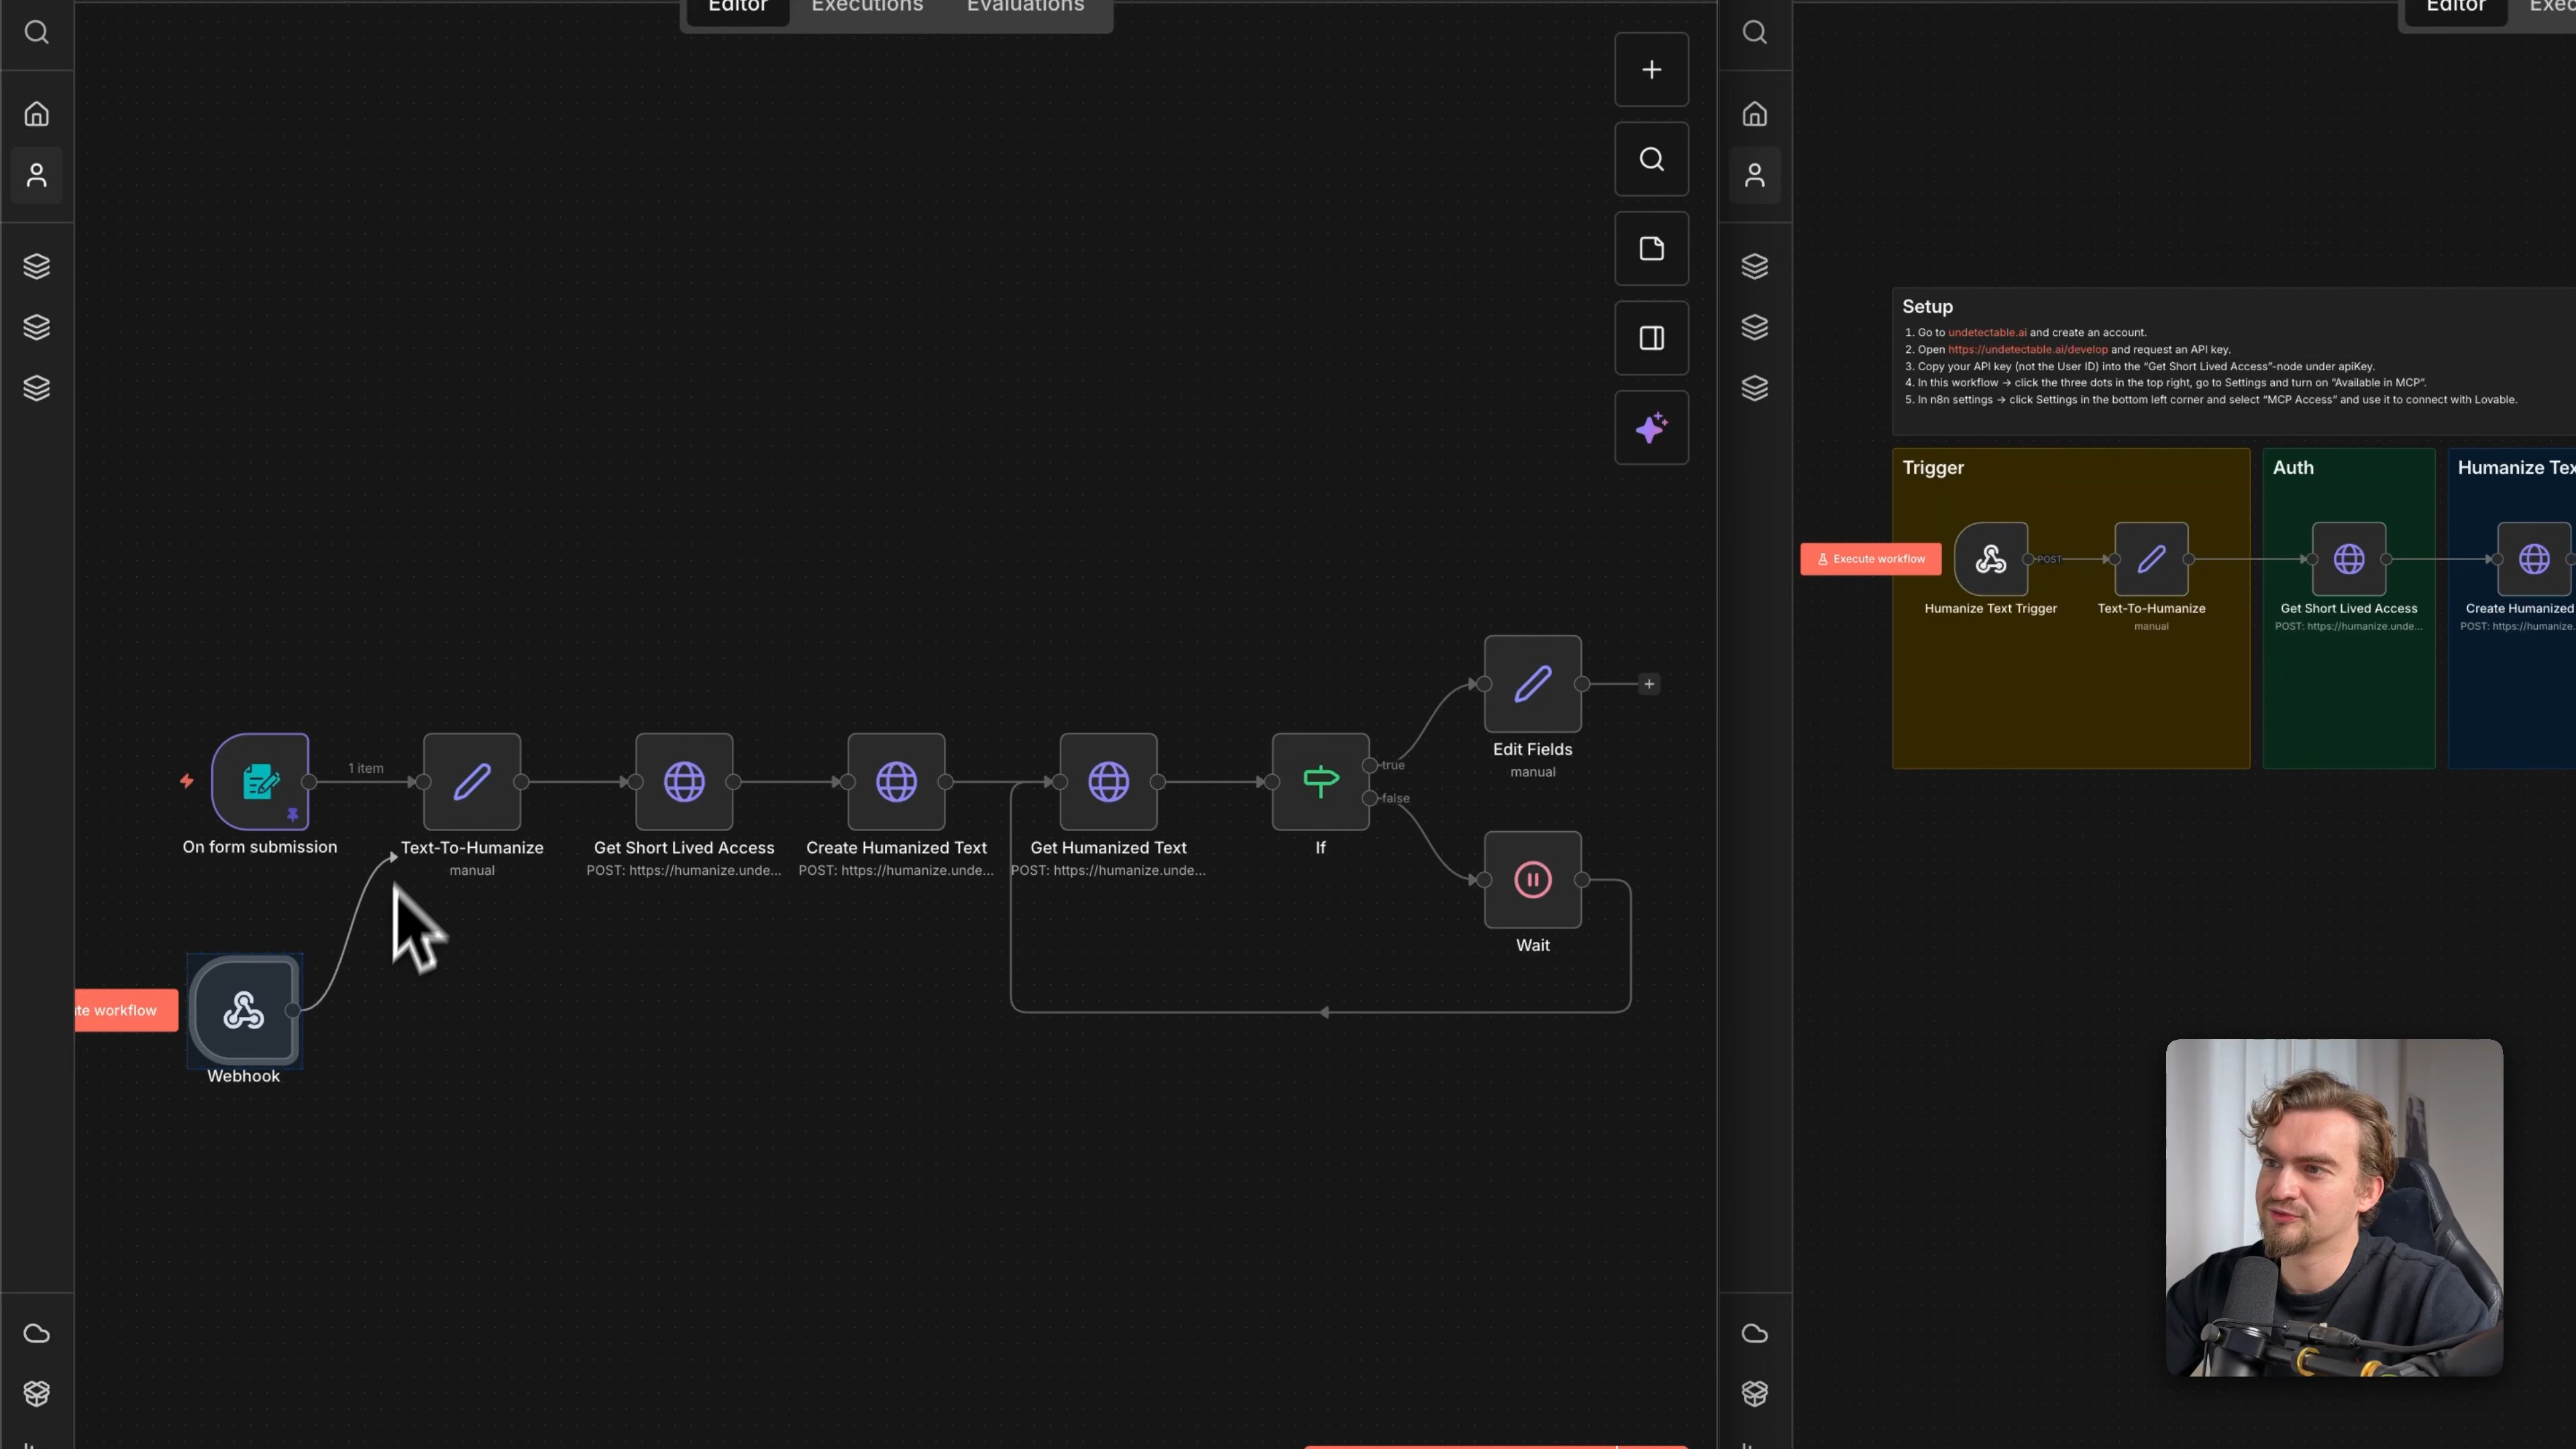 Editor
Executions
Evaluations
1 item
On form submission
Text-To-Humanize
manual
Get Short Lived Access
POST: https://humanize.unde...
Create Humanized Text
POST: https://humanize.unde...
Get Humanized Text
POST: https://humanize.unde...
If
true
false
Edit Fields
manual
Wait
te workflow
Webhook
Editor
Exec
Setup
1. Go to undetectable.ai and create an account.
2. Open https://undetectable.ai/develop and request an API key.
3. Copy your API key (not the User ID) into the “Get Short Lived Access”-node under apiKey.
4. In this workflow → click the three dots in the top right, go to Settings and turn on “Available in MCP”.
5. In n8n settings → click Settings in the bottom left corner and select “MCP Access” and use it to connect with Lovable.
Trigger
Auth
Humanize Tex
Execute workflow
POST
Humanize Text Trigger
Text-To-Humanize
manual
Get Short Lived Access
POST: https://humanize.unde...
Create Humanized
POST: https://humanize.